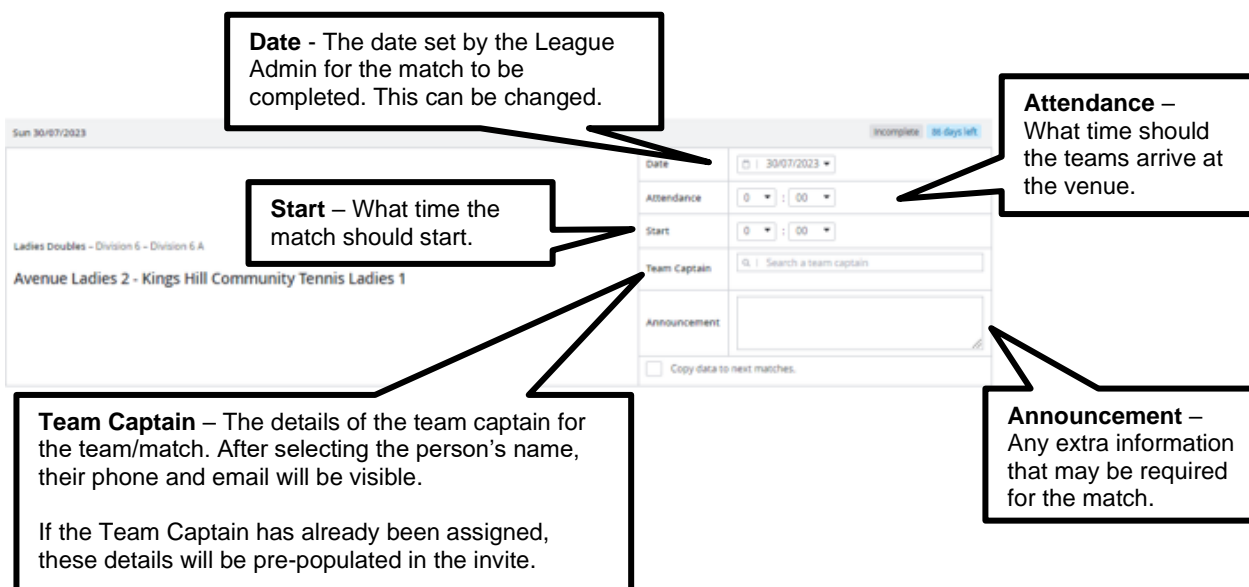 Date - The date set by the League
Admin for the match to be
completed. This can be changed.
Attendance –
What time should
the teams arrive at
the venue.
Sun 30/07/2023
Incomplete
86 days left
Date
30/07/2023
Attendance
0 : 00
Start – What time the
match should start.
Start
0 : 00
Ladies Doubles - Division 6 - Division 6 A
Avenue Ladies 2 - Kings Hill Community Tennis Ladies 1
Team Captain
Search a team captain
Announcement
Copy data to next matches.
Team Captain – The details of the team captain for
the team/match. After selecting the person’s name,
their phone and email will be visible.
If the Team Captain has already been assigned,
these details will be pre-populated in the invite.
Announcement –
Any extra information
that may be required
for the match.